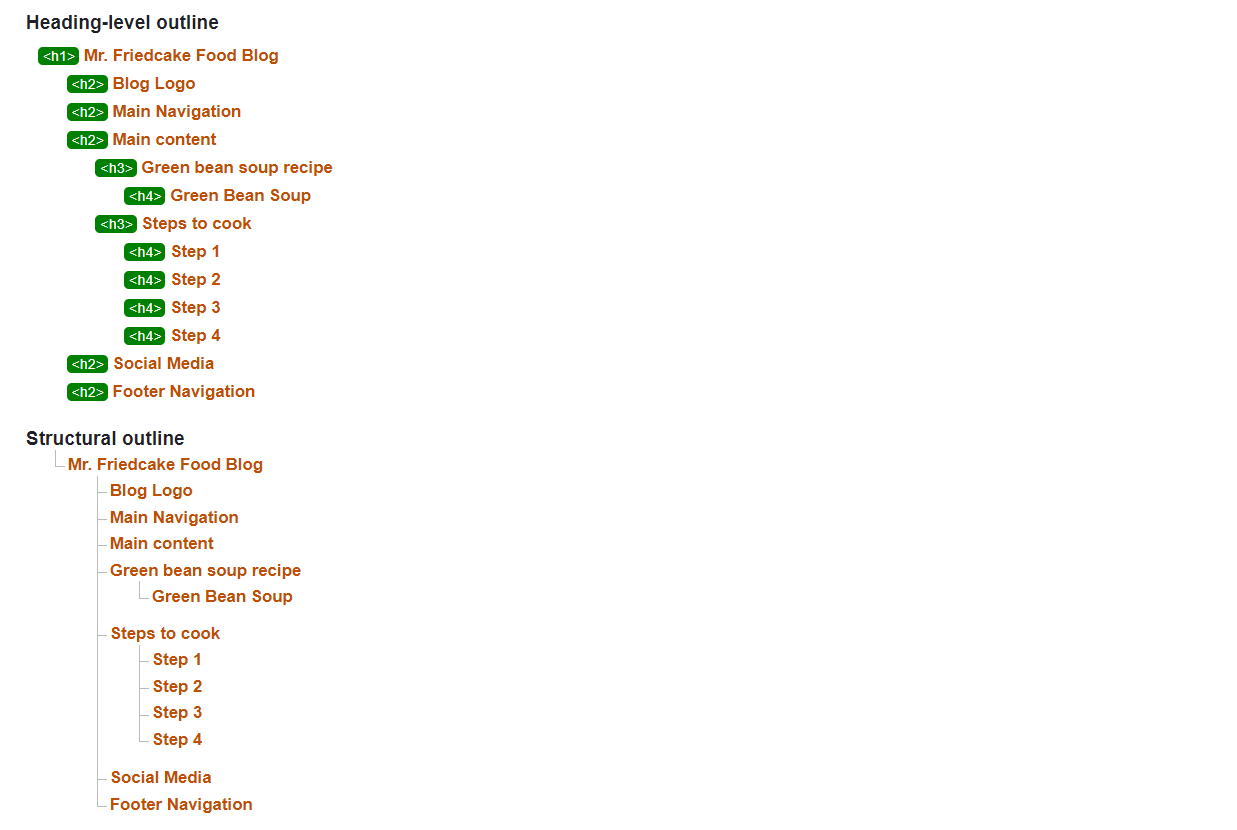 Heading-level outline
<h1> Mr. Friedcake Food Blog
<h2> Blog Logo
<h2> Main Navigation
<h2> Main content
<h3> Green bean soup recipe
<h4> Green Bean Soup
<h3> Steps to cook
<h4> Step 1
<h4> Step 2
<h4> Step 3
<h4> Step 4
<h2> Social Media
<h2> Footer Navigation
Structural outline
Mr. Friedcake Food Blog
Blog Logo
Main Navigation
Main content
Green bean soup recipe
Green Bean Soup
Steps to cook
Step 1
Step 2
Step 3
Step 4
Social Media
Footer Navigation